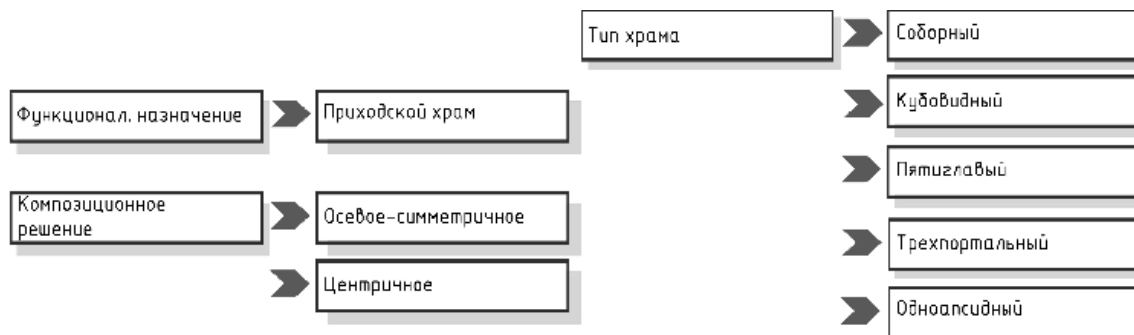 Тип храма
Соборный
Функционал. назначение
Приходской храм
Кубовидный
Пятиглавый
Композиционное
решение
Осевое-симметричное
Трехпортальный
Центричное
Одноапсидный